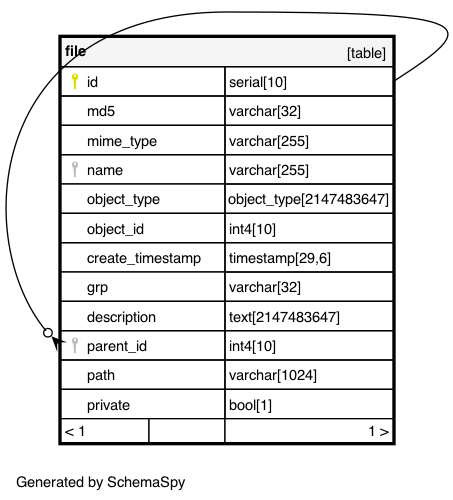 file [table]
id serial[10]
md5 varchar[32]
mime_type varchar[255]
name varchar[255]
object_type object_type[2147483647]
object_id int4[10]
create_timestamp timestamp[29,6]
grp varchar[32]
description text[2147483647]
parent_id int4[10]
path varchar[1024]
private bool[1]
< 1 1 >
Generated by SchemaSpy